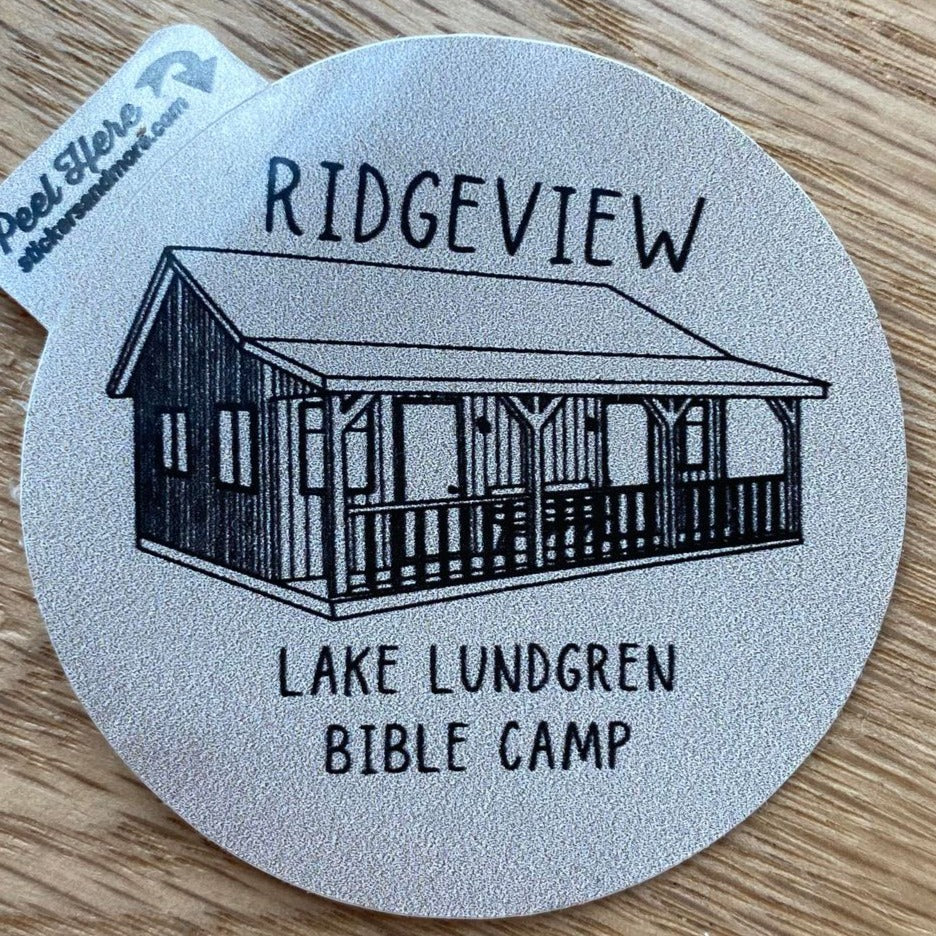 Peel Here
stickersandmore.com
RIDGEVIEW
LAKE LUNDGREN
BIBLE CAMP